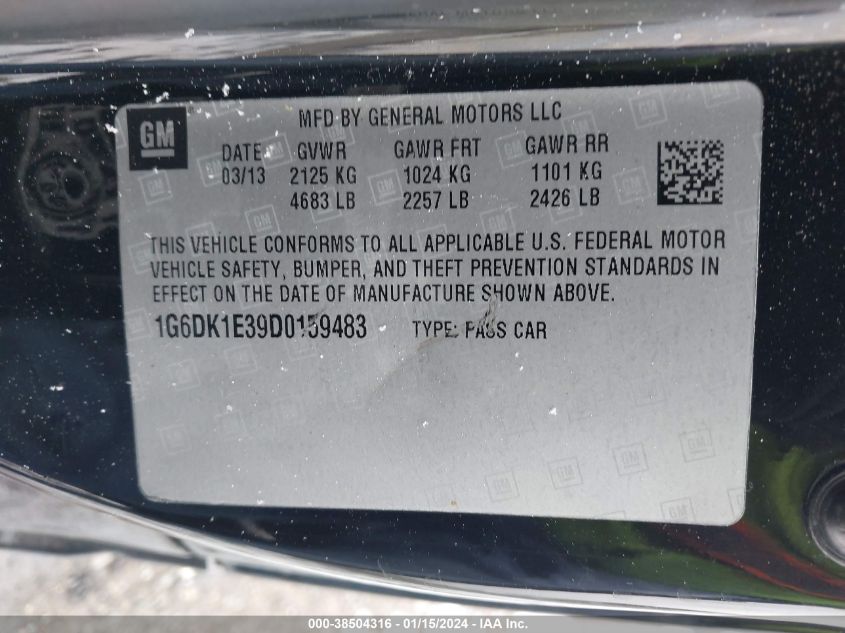 GM
MFD BY GENERAL MOTORS LLC
DATE GVWR GAWR FRT GAWR RR
03/13 2125 KG 1024 KG 1101 KG
4683 LB 2257 LB 2426 LB
THIS VEHICLE CONFORMS TO ALL APPLICABLE U.S. FEDERAL MOTOR
VEHICLE SAFETY, BUMPER, AND THEFT PREVENTION STANDARDS IN
EFFECT ON THE DATE OF MANUFACTURE SHOWN ABOVE.
1G6DK1E39D0159483 TYPE: PASS CAR
000-38504316 - 01/15/2024 - IAA Inc.